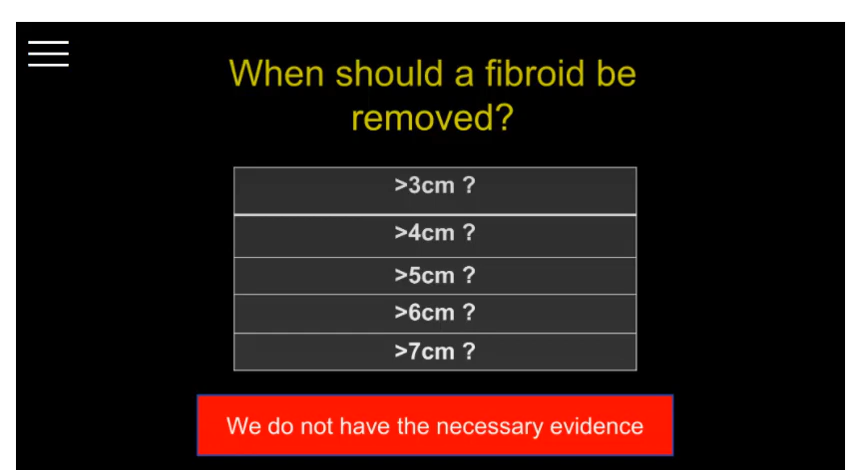 When should a fibroid be
removed?
>3cm ?
>4cm ?
>5cm ?
>6cm ?
>7cm ?
We do not have the necessary evidence